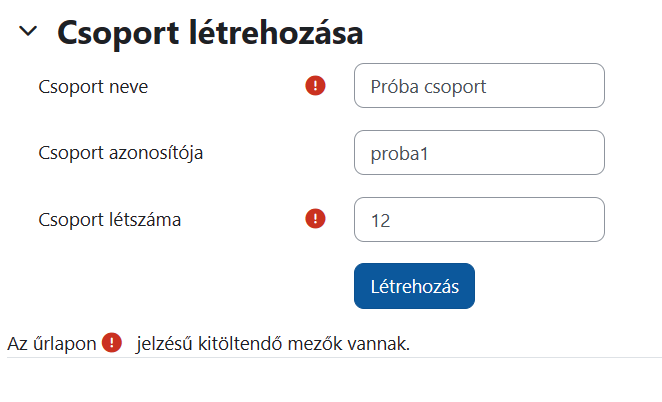 Csoport létrehozása
Csoport neve
Próba csoport
Csoport azonosítója
proba1
Csoport létszáma
12
Létrehozás
Az űrlapon jelzésű kitöltendő mezők vannak.